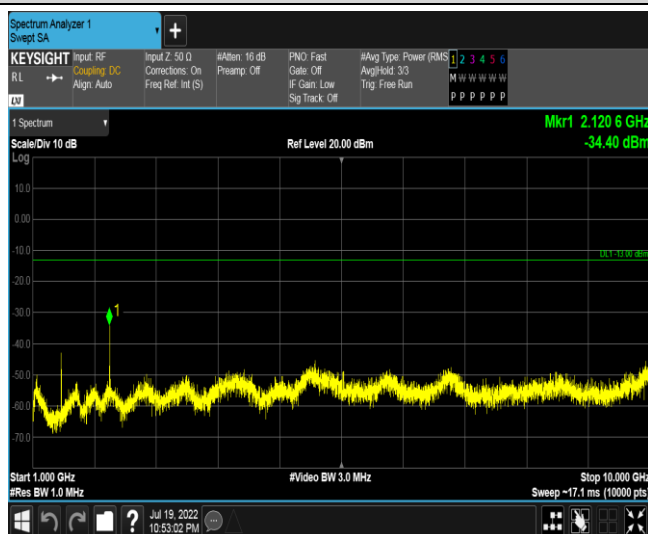 Spectrum Analyzer 1
Swept SA
+
KEYSIGHT
RL
LXI
Input: RF
Coupling: DC
Align: Auto
Input Z: 50 Ω
Corrections: On
Freq Ref: Int (S)
#Atten: 16 dB
Preamp: Off
PNO: Fast
Gate: Off
IF Gain: Low
Sig Track: Off
#Avg Type: Power (RMS
Avg|Hold: 3/3
Trig: Free Run
1 2 3 4 5 6
M W W W W W
P P P P P P
1 Spectrum
Mkr1 2.120 6 GHz
-34.40 dBm
Scale/Div 10 dB
Ref Level 20.00 dBm
Log
10.0
0.00
-10.0
DL1 -13.00 dBm
-20.0
-30.0
1
-40.0
-50.0
-60.0
-70.0
Start 1.000 GHz
#Video BW 3.0 MHz
Stop 10.000 GHz
#Res BW 1.0 MHz
Sweep ~17.1 ms (10000 pts)
?
Jul 19, 2022
10:53:02 PM